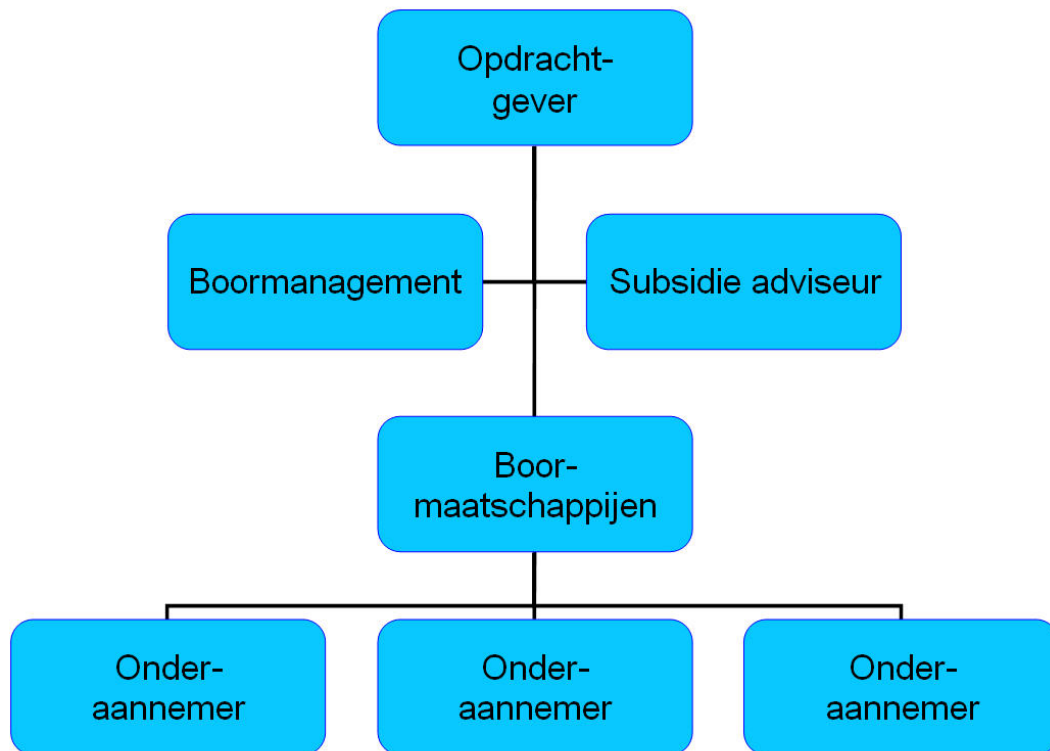 Opdracht-
gever
Boormanagement
Subsidie adviseur
Boor-
maatschappijen
Onder-
aannemer
Onder-
aannemer
Onder-
aannemer